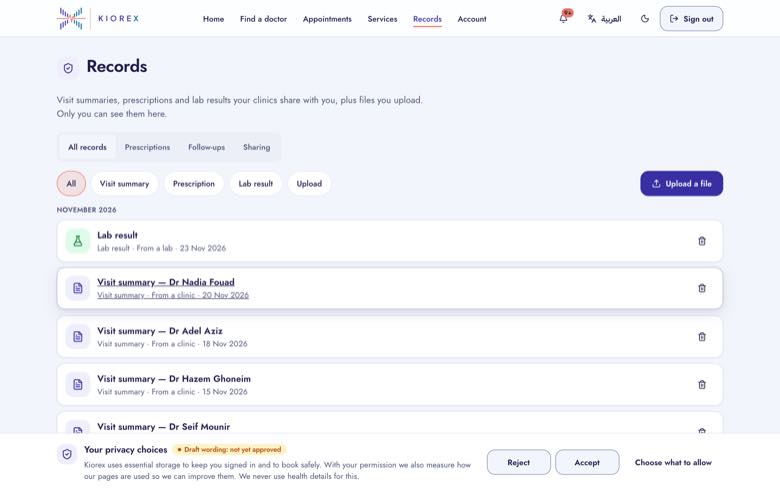 KIOREX
Home Find a doctor Appointments Services Records Account
9+
العربية
Sign out
Records
Visit summaries, prescriptions and lab results your clinics share with you, plus files you upload.
Only you can see them here.
All records Prescriptions Follow-ups Sharing
All Visit summary Prescription Lab result Upload
Upload a file
NOVEMBER 2026
Lab result
Lab result · From a lab · 23 Nov 2026
Visit summary — Dr Nadia Fouad
Visit summary · From a clinic · 20 Nov 2026
Visit summary — Dr Adel Aziz
Visit summary · From a clinic · 18 Nov 2026
Visit summary — Dr Hazem Ghoneim
Visit summary · From a clinic · 15 Nov 2026
Visit summary — Dr Seif Mounir
Your privacy choices
Draft wording: not yet approved
Kiorex uses essential storage to keep you signed in and to book safely. With your permission we also measure how
our pages are used so we can improve them. We never use health details for this.
Reject Accept Choose what to allow